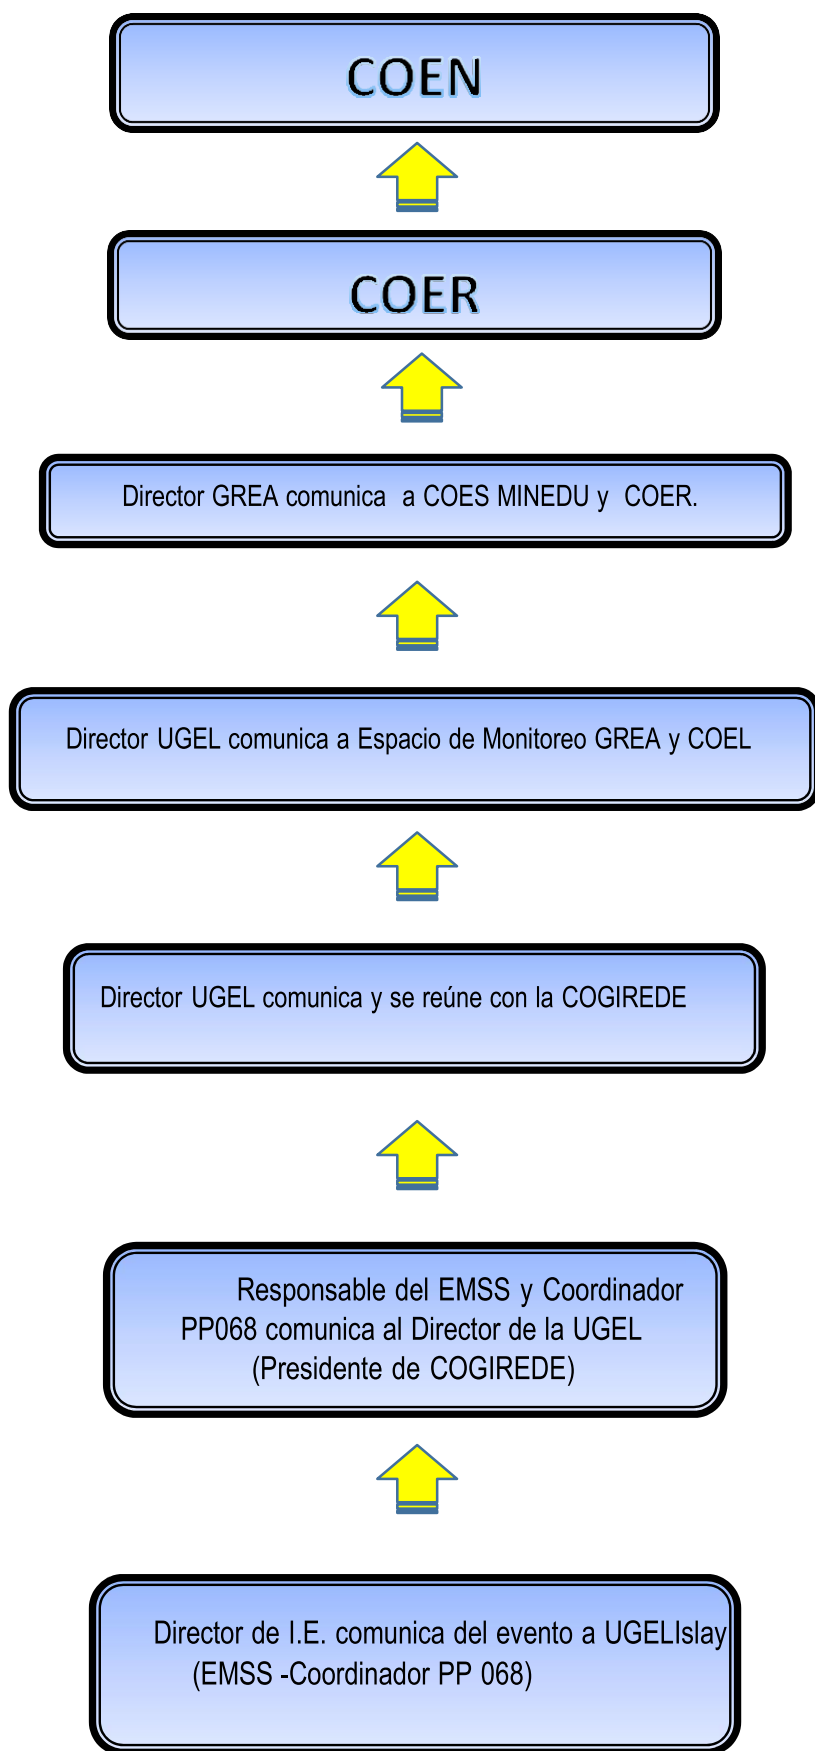 COEN
COER
Director GREA comunica a COES MINEDU y COER.
Director UGEL comunica a Espacio de Monitoreo GREA y COEL
Director UGEL comunica y se reúne con la COGIREDE
Responsable del EMSS y Coordinador
PP068 comunica al Director de la UGEL
(Presidente de COGIREDE)
Director de I.E. comunica del evento a UGELIslay
(EMSS -Coordinador PP 068)